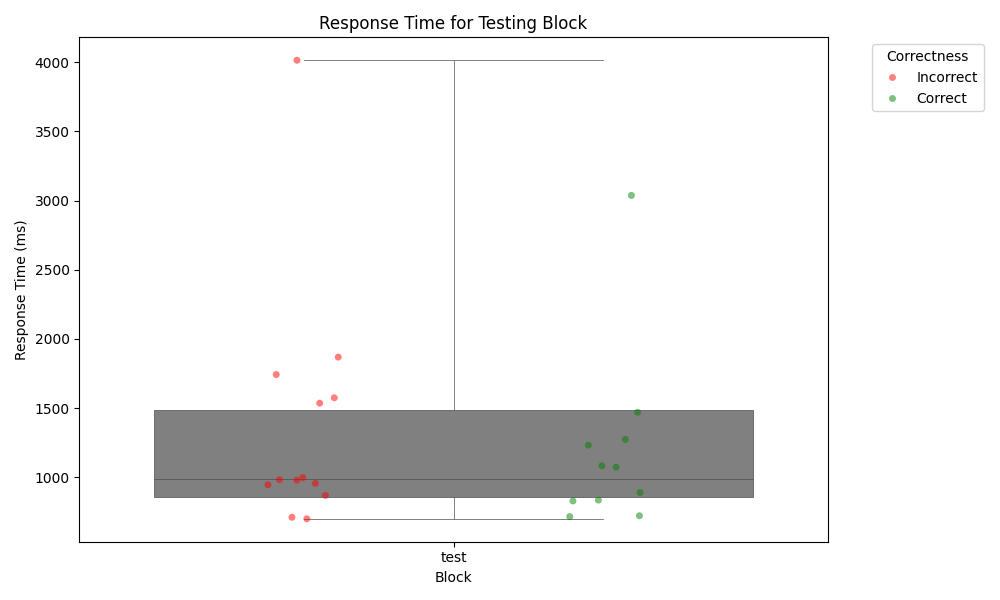 Response Time for Testing Block
Correctness
Incorrect
Correct
Response Time (ms)
4000
3500
3000
2500
2000
1500
1000
test
Block